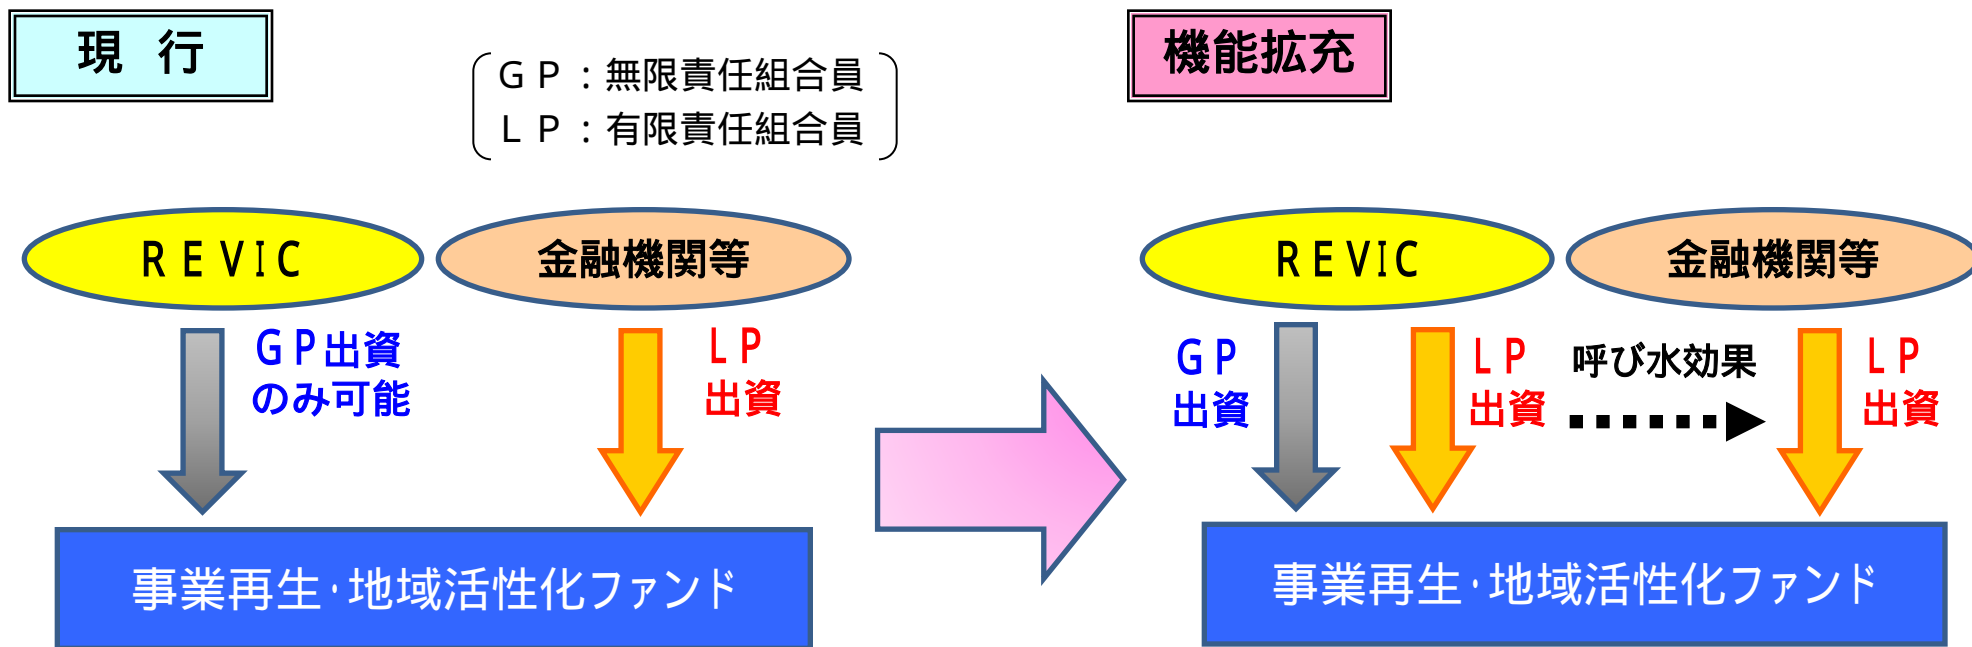 現 行
GP:無限責任組合員
LP:有限責任組合員
機能拡充
REVIC
金融機関等
GP出資
のみ可能
LP
出資
事業再生・地域活性化ファンド
REVIC
金融機関等
GP
出資
LP
出資
呼び水効果
LP
出資
事業再生・地域活性化ファンド